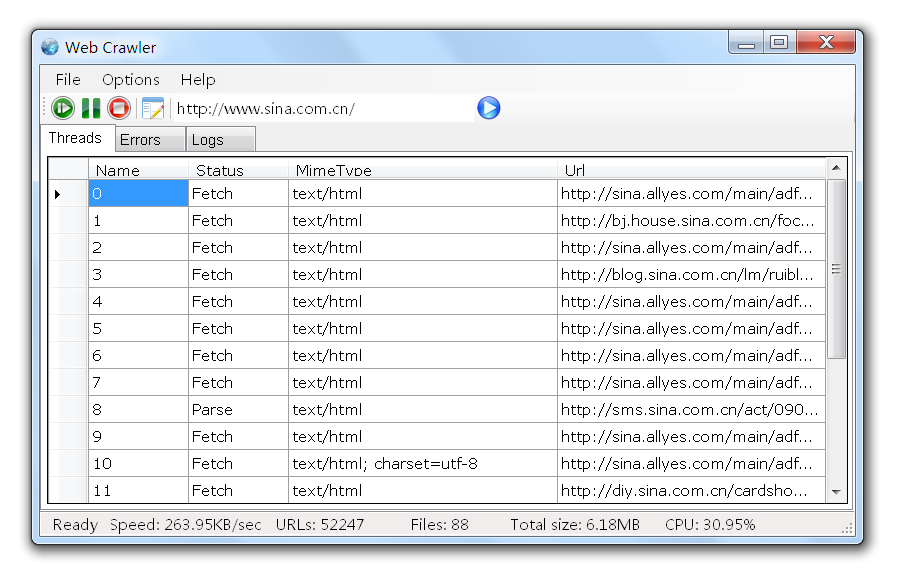 Web Crawler
File Options Help
http://www.sina.com.cn/
Threads Errors Logs
Name Status MimeType Url
0 Fetch text/html http://sina.allyes.com/main/adf...
1 Fetch text/html http://bj.house.sina.com.cn/foc...
2 Fetch text/html http://sina.allyes.com/main/adf...
3 Fetch text/html http://blog.sina.com.cn/lm/ruibl...
4 Fetch text/html http://sina.allyes.com/main/adf...
5 Fetch text/html http://sina.allyes.com/main/adf...
6 Fetch text/html http://sina.allyes.com/main/adf...
7 Fetch text/html http://sina.allyes.com/main/adf...
8 Parse text/html http://sms.sina.com.cn/act/090...
9 Fetch text/html http://sina.allyes.com/main/adf...
10 Fetch text/html; charset=utf-8 http://sina.allyes.com/main/adf...
11 Fetch text/html http://diy.sina.com.cn/cardsho...
Ready Speed: 263.95KB/sec URLs: 52247 Files: 88 Total size: 6.18MB CPU: 30.95%